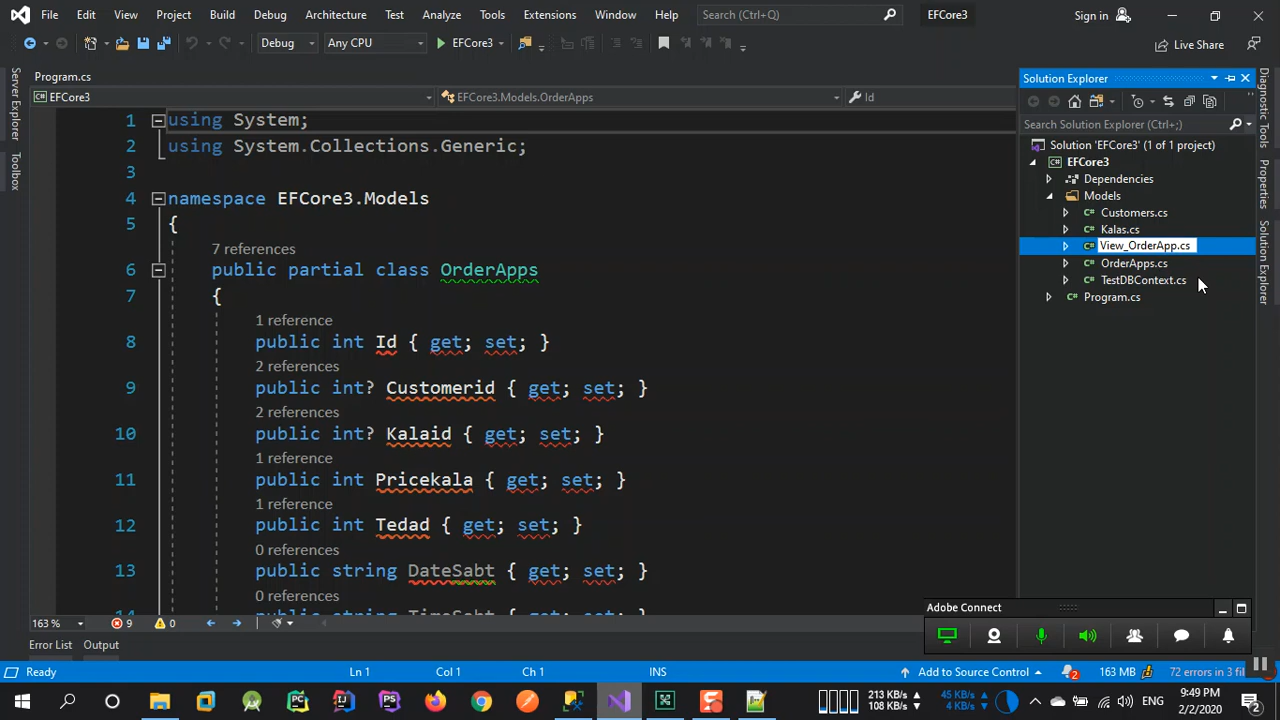 File Edit View Project Build Debug Architecture Test Analyze Tools Extensions Window Help Search (Ctrl+Q) EFCore3 Sign in
Debug Any CPU EFCore3 Live Share
Program.cs
EFCore3 EFCore3.Models.OrderApps Id
Server Explorer
Toolbox
1 using System;
2 using System.Collections.Generic;
3
4 namespace EFCore3.Models
5 {
7 references
6 public partial class OrderApps
7 {
1 reference
8 public int Id { get; set; }
2 references
9 public int? Customerid { get; set; }
2 references
10 public int? Kalaid { get; set; }
1 reference
11 public int Pricekala { get; set; }
1 reference
12 public int Tedad { get; set; }
0 references
13 public string DateSabt { get; set; }
0 references
14 public string TimeSabt { get; set; }
Solution Explorer
Search Solution Explorer (Ctrl+;)
Solution 'EFCore3' (1 of 1 project)
EFCore3
Dependencies
Models
Customers.cs
Kalas.cs
View_OrderApp.cs
OrderApps.cs
TestDBContext.cs
Program.cs
Diagnostic Tools
Properties
Solution Explorer
Adobe Connect
163 % 9 0
Error List Output
Ready Ln 1 Col 1 Ch 1 INS Add to Source Control 2 163 MB 72 errors in 3 fil
PC IJ PS 213 KB/s 108 KB/s 45 KB/s 4 KB/s ENG 9:49 PM 2/2/2020 2